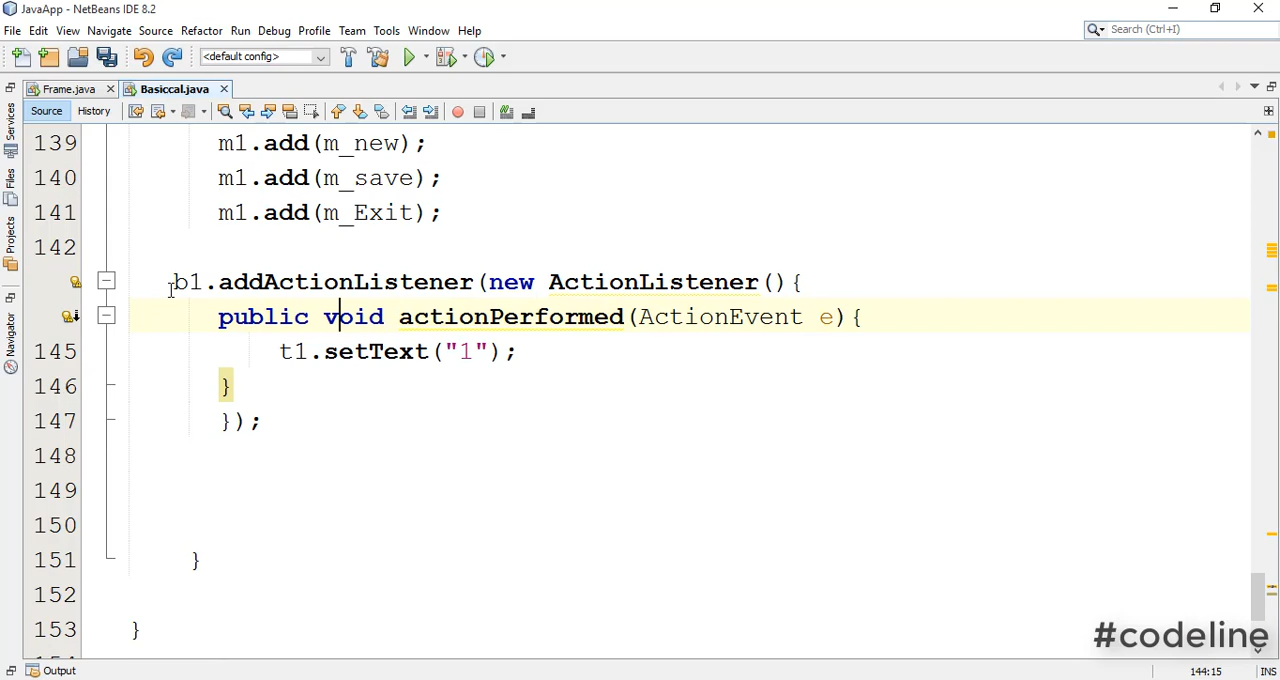 JavaApp - NetBeans IDE 8.2
File Edit View Navigate Source Refactor Run Debug Profile Team Tools Window Help
Search (Ctrl+I)
<default config>
Frame.java Basiccal.java
Source History
Services
Files
Projects
Navigator
139 m1.add(m_new);
140 m1.add(m_save);
141 m1.add(m_Exit);
142
b1.addActionListener(new ActionListener(){
public void actionPerformed(ActionEvent e){
145 t1.setText("1");
146 }
147 });
148
149
150
151 }
152
153 }
#codeline
Output
144:15 INS